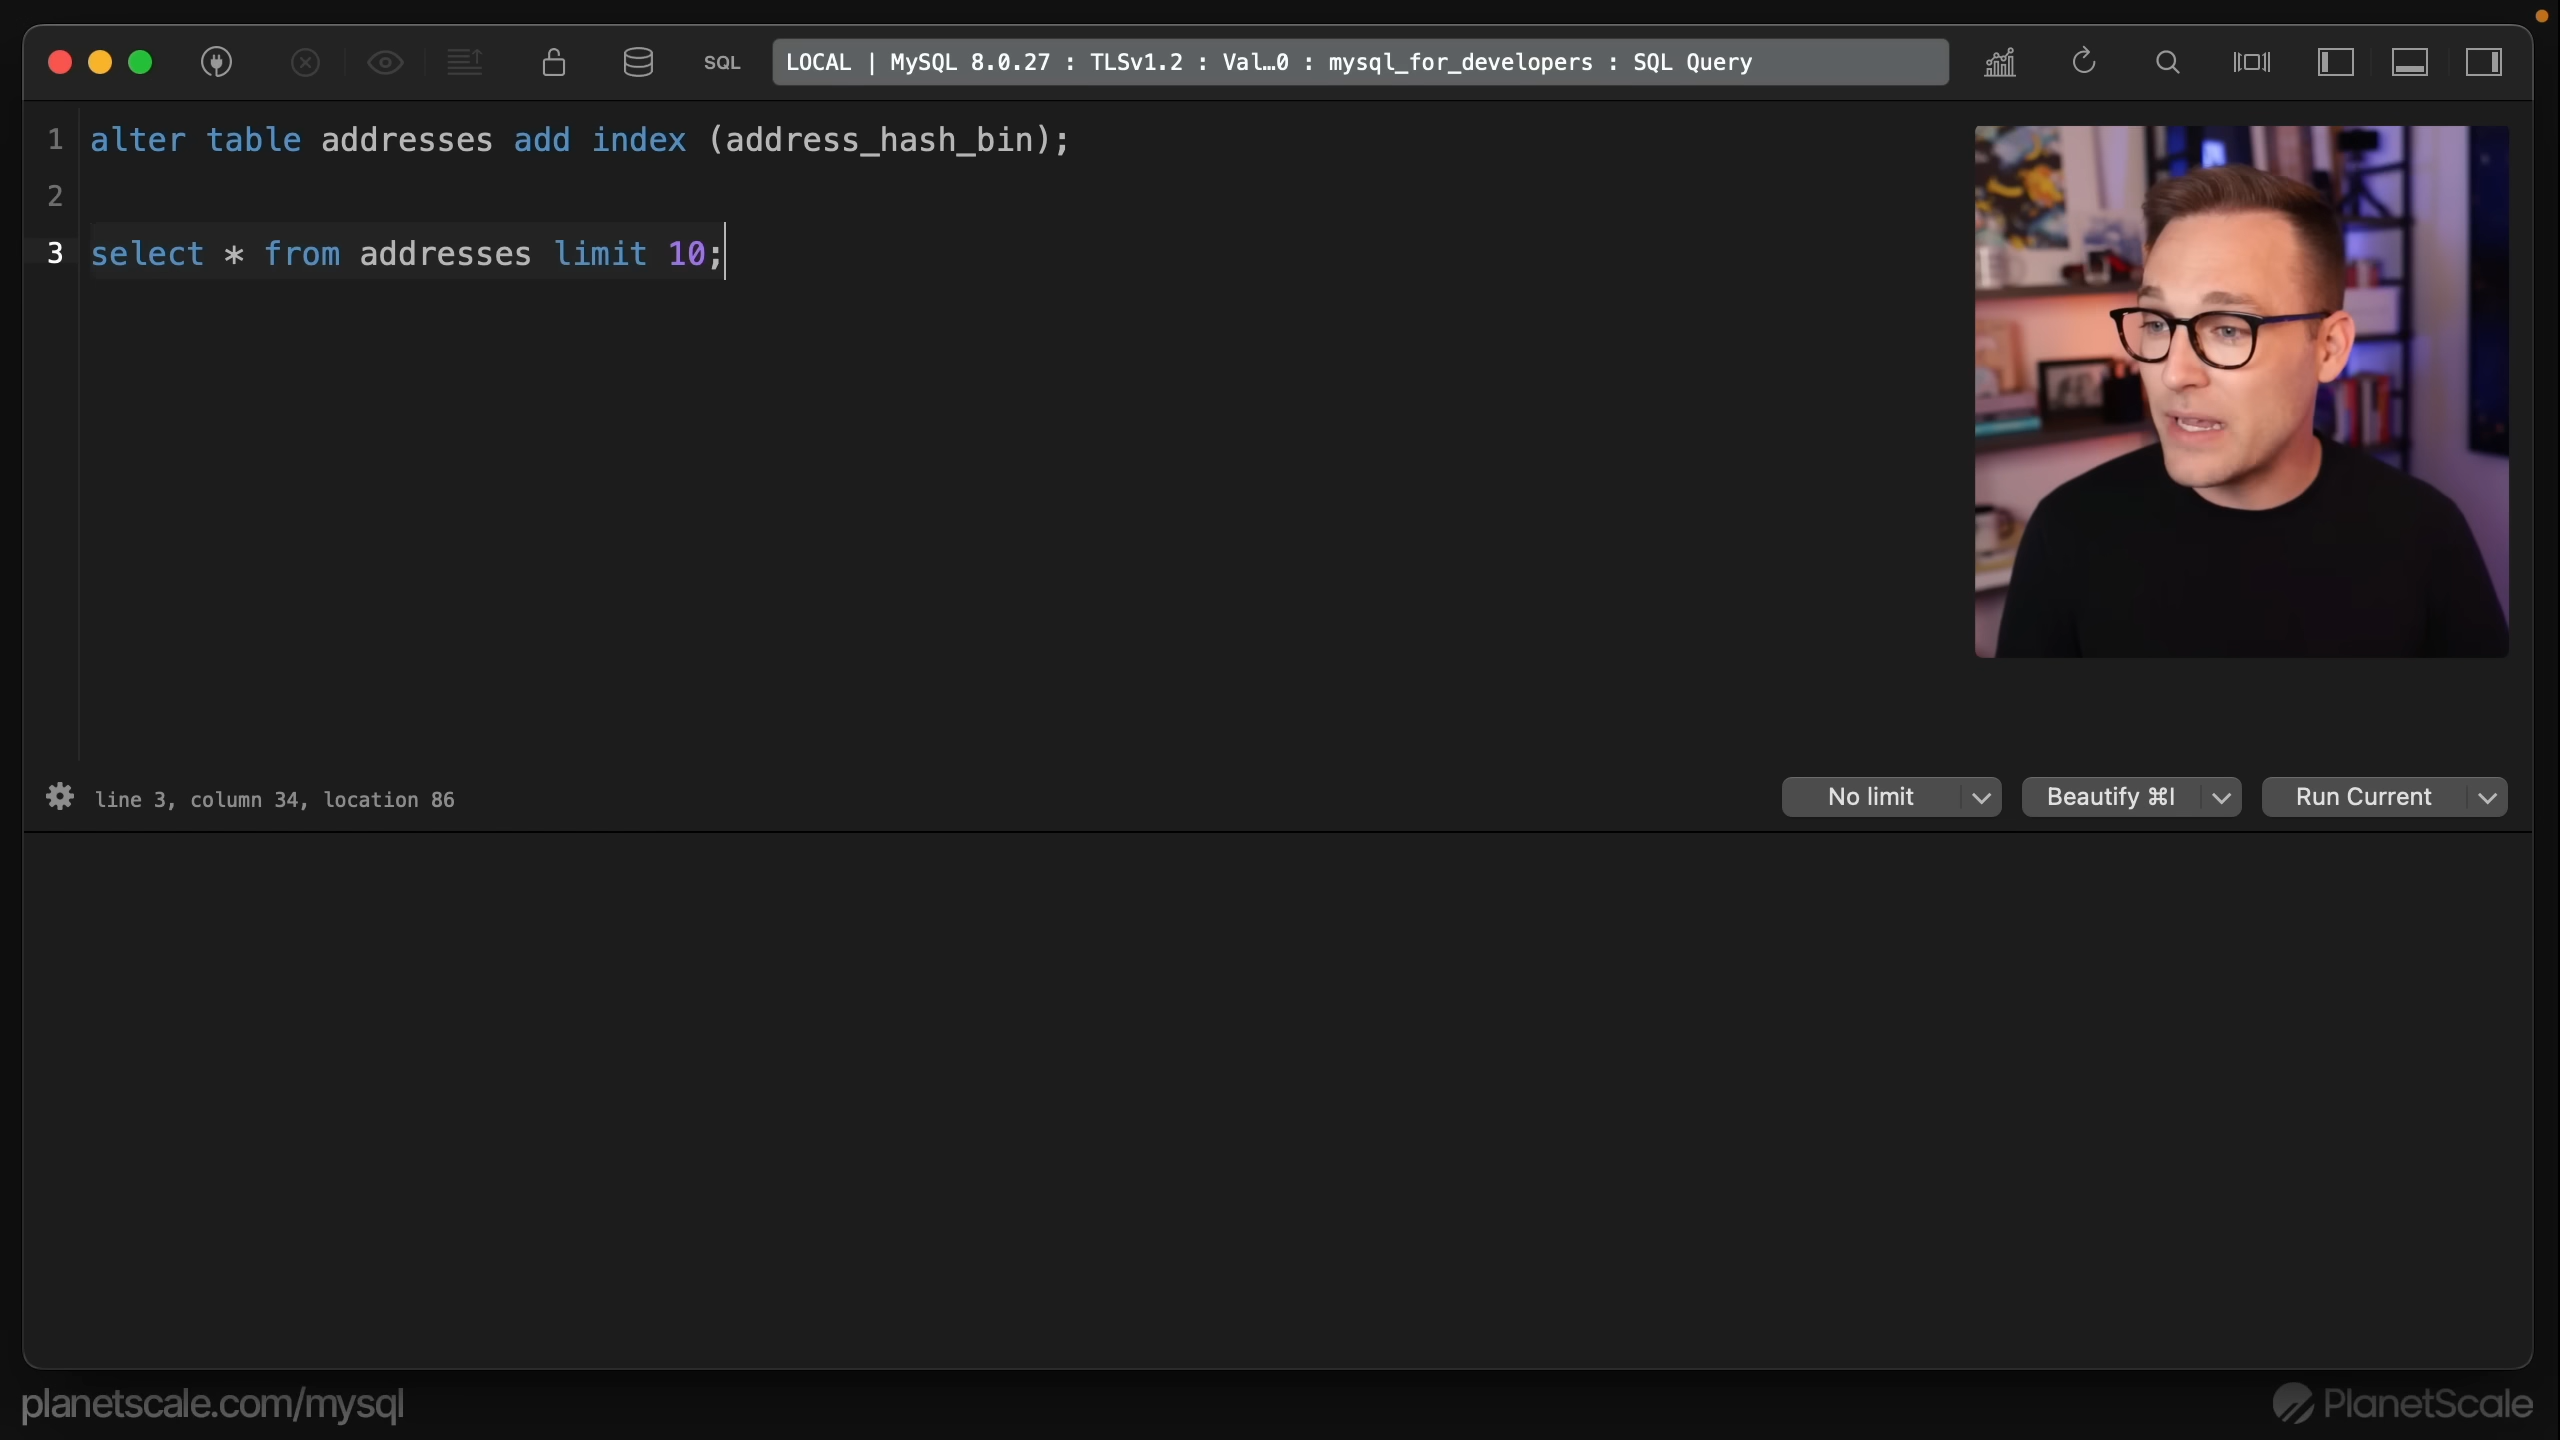 SQL
LOCAL | MySQL 8.0.27 : TLSv1.2 : Val…0 : mysql_for_developers : SQL Query
1 alter table addresses add index (address_hash_bin);
2
3 select * from addresses limit 10;
line 3, column 34, location 86
No limit
Beautify ⌘I
Run Current
planetscale.com/mysql
PlanetScale